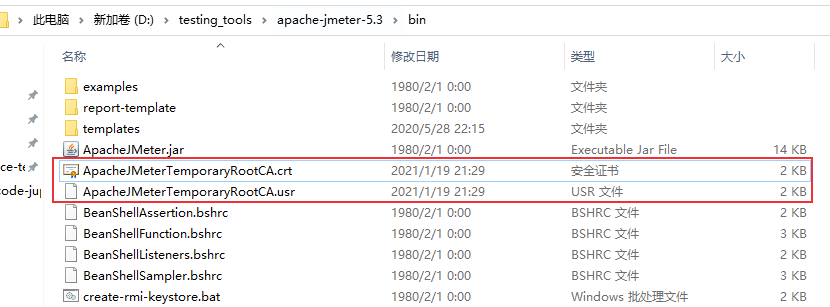 此电脑 > 新加卷 (D:) > testing_tools > apache-jmeter-5.3 > bin
名称 修改日期 类型 大小
examples 1980/2/1 0:00 文件夹
report-template 1980/2/1 0:00 文件夹
templates 2020/5/28 22:15 文件夹
ApacheJMeter.jar 1980/2/1 0:00 Executable Jar File 14 KB
ApacheJMeterTemporaryRootCA.crt 2021/1/19 21:29 安全证书 2 KB
ce-te ApacheJMeterTemporaryRootCA.usr 2021/1/19 21:29 USR 文件 2 KB
code-jup BeanShellAssertion.bshrc 1980/2/1 0:00 BSHRC 文件 2 KB
BeanShellFunction.bshrc 1980/2/1 0:00 BSHRC 文件 3 KB
BeanShellListeners.bshrc 1980/2/1 0:00 BSHRC 文件 2 KB
BeanShellSampler.bshrc 1980/2/1 0:00 BSHRC 文件 3 KB
create-rmi-keystore.bat 1980/2/1 0:00 Windows 批处理文件 2 KB